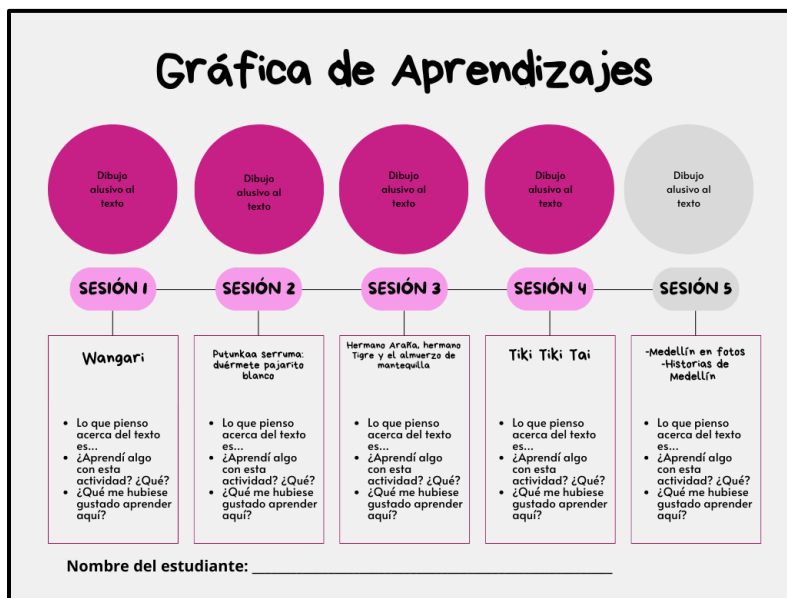 Gráfica de Aprendizajes
Dibujo
alusivo al
texto
Dibujo
alusivo al
texto
Dibujo
alusivo al
texto
Dibujo
alusivo al
texto
Dibujo
alusivo al
texto
SESIÓN 1
SESIÓN 2
SESIÓN 3
SESIÓN 4
SESIÓN 5
Wangari
• Lo que pienso
acerca del texto
es...
• ¿Aprendí algo
con esta
actividad? ¿Qué?
• ¿Qué me hubiese
gustado aprender
aquí?
Putunkaa serruma:
duérmete pajarito
blanco
• Lo que pienso
acerca del texto
es...
• ¿Aprendí algo
con esta
actividad? ¿Qué?
• ¿Qué me hubiese
gustado aprender
aquí?
Hermano Araña, hermano
Tigre y el almuerzo de
mantequilla
• Lo que pienso
acerca del texto
es...
• ¿Aprendí algo
con esta
actividad? ¿Qué?
• ¿Qué me hubiese
gustado aprender
aquí?
Tiki Tiki Tai
• Lo que pienso
acerca del texto
es...
• ¿Aprendí algo
con esta
actividad? ¿Qué?
• ¿Qué me hubiese
gustado aprender
aquí?
-Medellín en fotos
-Historias de
Medellín
• Lo que pienso
acerca del texto
es...
• ¿Aprendí algo
con esta
actividad? ¿Qué?
• ¿Qué me hubiese
gustado aprender
aquí?
Nombre del estudiante: ____________________